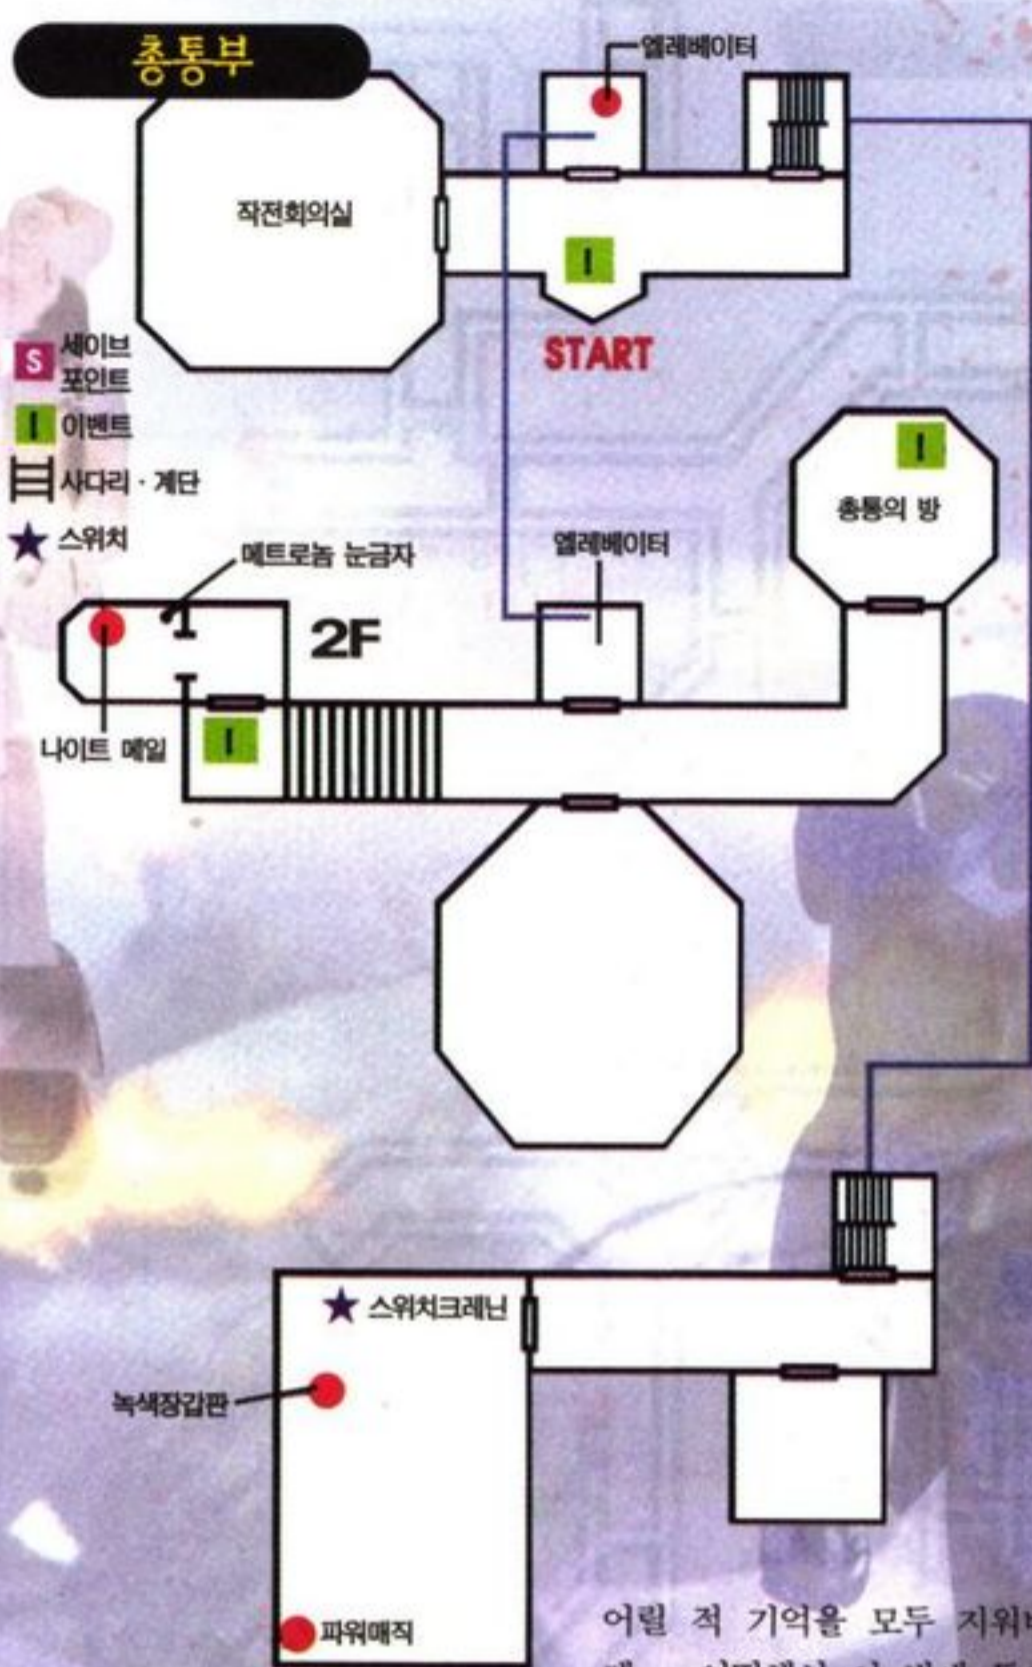 총통부
엘레베이터
작전회의실
I
START
S 세이브
포인트
I 이벤트
사다리 · 계단
스위치
I
총통의 방
엘레베이터
메트로놈 눈금자
2F
나이트 메일
I
스위치크레닌
녹색장갑판
파워매직
어릴 적 기억을 모두 지워